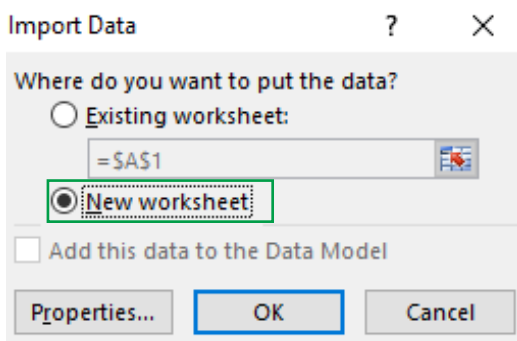 Import Data ?
Where do you want to put the data?
Existing worksheet:
=$A$1
New worksheet
Add this data to the Data Model
Properties... OK Cancel